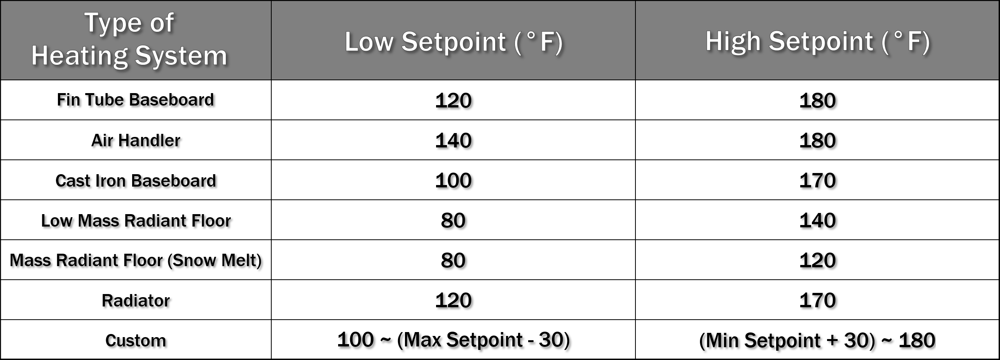 Type of
Heating System
Low Setpoint (°F)
High Setpoint (°F)
Fin Tube Baseboard
120
180
Air Handler
140
180
Cast Iron Baseboard
100
170
Low Mass Radiant Floor
80
140
Mass Radiant Floor (Snow Melt)
80
120
Radiator
120
170
Custom
100 ~ (Max Setpoint - 30)
(Min Setpoint + 30) ~ 180